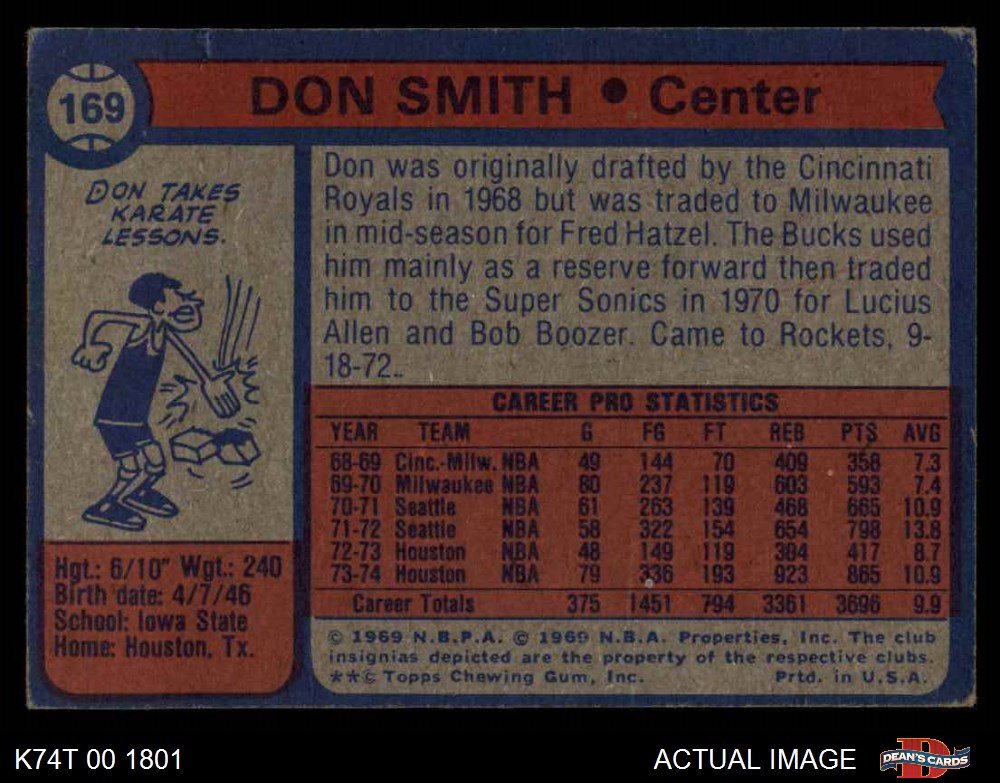 169
DON SMITH • Center
DON TAKES
KARATE
LESSONS.
Don was originally drafted by the Cincinnati
Royals in 1968 but was traded to Milwaukee
in mid-season for Fred Hatzel. The Bucks used
him mainly as a reserve forward then traded
him to the Super Sonics in 1970 for Lucius
Allen and Bob Boozer. Came to Rockets, 9-
18-72..
CAREER PRO STATISTICS
YEAR TEAM G FG FT REB PTS AVG
68-69 Cinc.-Milw. NBA 49 144 70 409 358 7.3
69-70 Milwaukee NBA 80 237 119 603 593 7.4
70-71 Seattle NBA 61 263 139 468 665 10.9
71-72 Seattle NBA 58 322 154 654 798 13.8
72-73 Houston NBA 48 149 119 304 417 8.7
73-74 Houston NBA 79 336 193 923 865 10.9
Career Totals 375 1451 794 3361 3696 9.9
Hgt.: 6/10" Wgt.: 240
Birth date: 4/7/46
School: Iowa State
Home: Houston, Tx.
© 1969 N.B.P.A. © 1969 N.B.A. Properties, Inc. The club
insignias depicted are the property of the respective clubs.
**© Topps Chewing Gum, Inc. Prtd. in U.S.A.
K74T 00 1801
ACTUAL IMAGE
D
DEAN'S CARDS